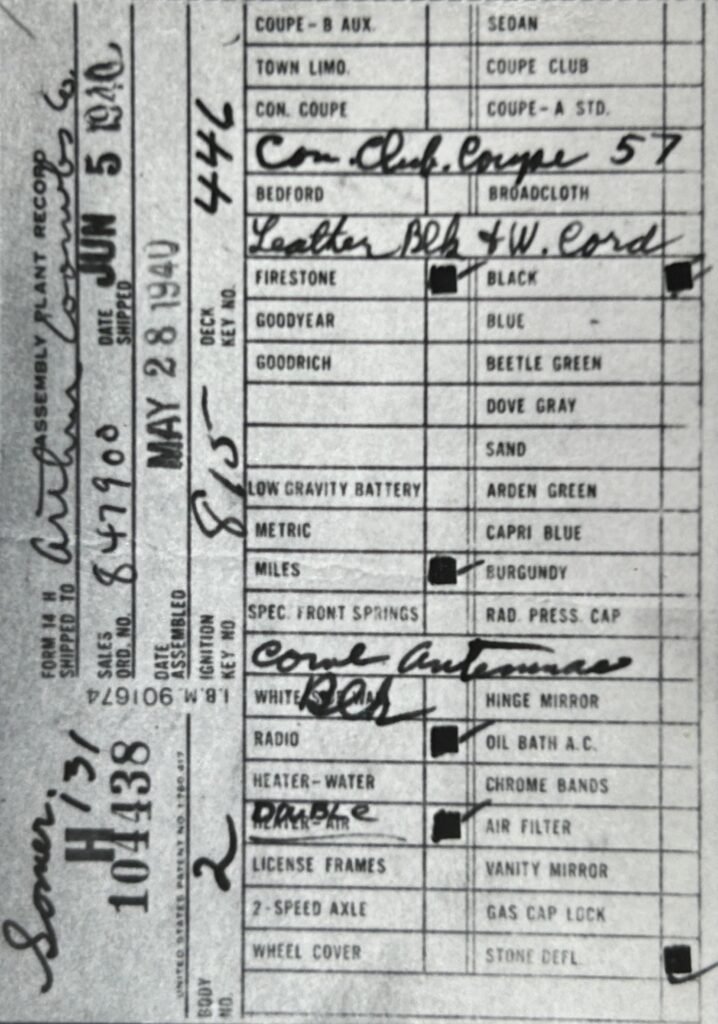 FORM 14 H ASSEMBLY PLANT RECORD
SHIPPED TO Arthur Coombs Co.
SALES ORD. NO. 847900 DATE SHIPPED JUN 5 1940
DATE ASSEMBLED MAY 28 1940
IGNITION KEY NO. 815 DECK KEY NO. 446
I.B.M. 901674
Somer.
H 131
104438
UNITED STATES PATENT NO. 1,780,417
BODY NO. 2
COUPE-B AUX. SEDAN
TOWN LIMO. COUPE CLUB
CON. COUPE COUPE-A STD.
Con. Club. Coupe 57
BEDFORD BROADCLOTH
Leather Blk & W. Cord
FIRESTONE BLACK
GOODYEAR BLUE
GOODRICH BEETLE GREEN
DOVE GRAY
SAND
LOW GRAVITY BATTERY ARDEN GREEN
METRIC CAPRI BLUE
MILES BURGUNDY
SPEC. FRONT SPRINGS RAD. PRESS. CAP
Cowl Antennae
WHITE Blk HINGE MIRROR
RADIO OIL BATH A.C.
HEATER-WATER CHROME BANDS
DOUBLE
HEATER-AIR AIR FILTER
LICENSE FRAMES VANITY MIRROR
2-SPEED AXLE GAS CAP LOCK
WHEEL COVER STONE DEFL.